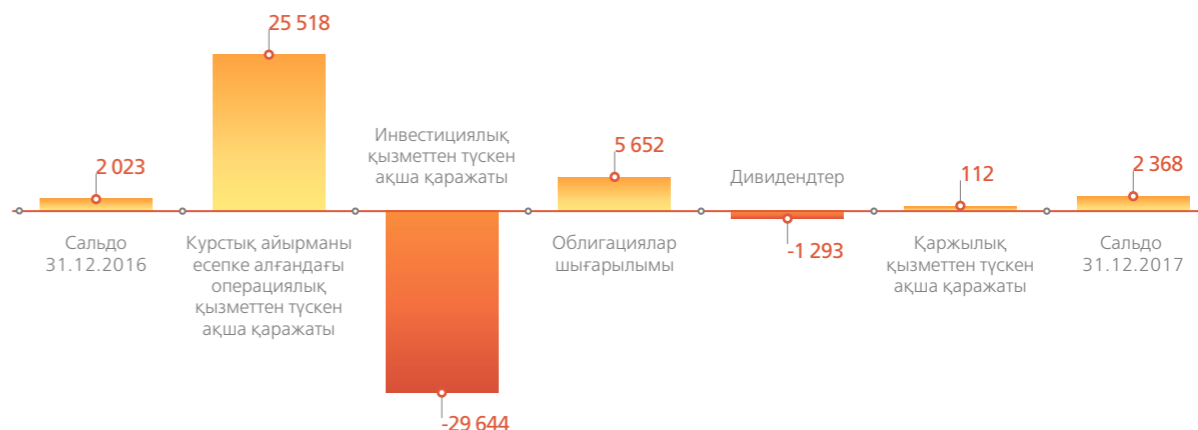 2 023
Сальдо
31.12.2016
25 518
Курстық айырманы
есепке алғандағы
операциялық
қызметтен түскен
ақша қаражаты
Инвестициялық
қызметтен түскен
ақша қаражаты
-29 644
5 652
Облигациялар
шығарылымы
Дивидендтер
-1 293
112
Қаржылық
қызметтен түскен
ақша қаражаты
2 368
Сальдо
31.12.2017